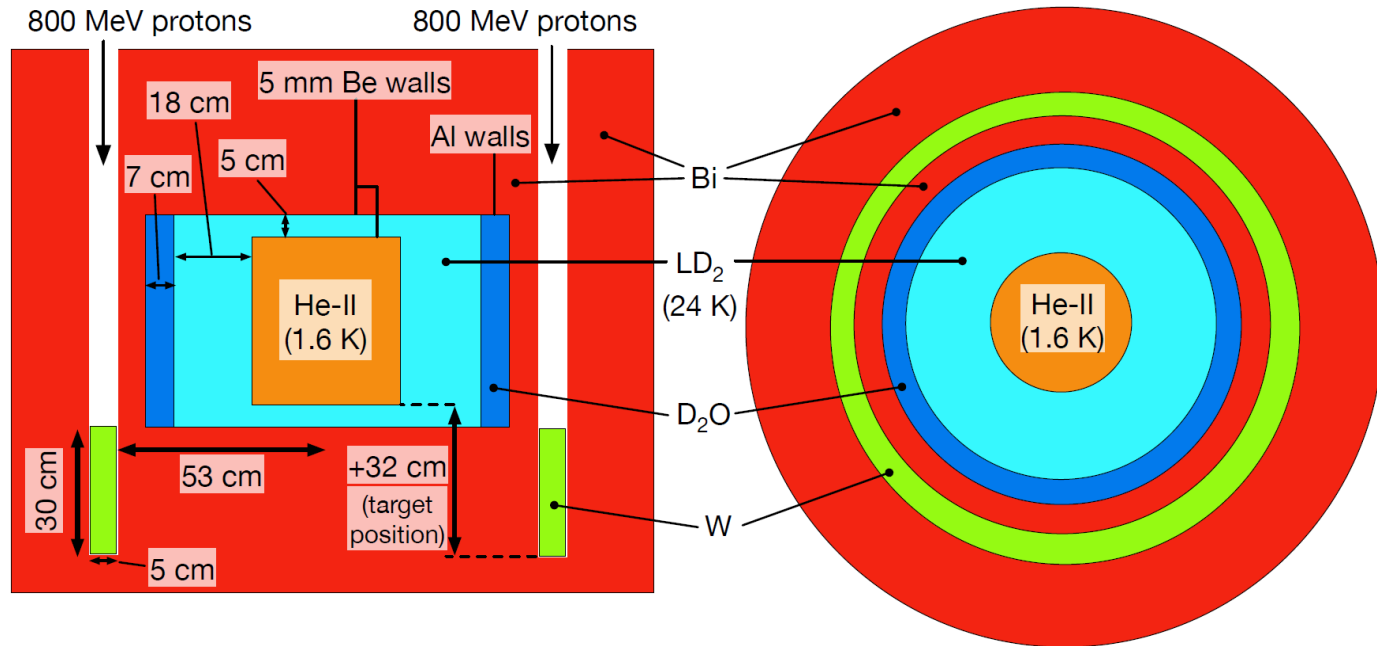 800 MeV protons
800 MeV protons
5 mm Be walls
18 cm
Al walls
5 cm
7 cm
Bi
He-II
(1.6 K)
LD₂
(24 K)
He-II
(1.6 K)
D₂O
53 cm
+32 cm
(target
position)
30 cm
W
5 cm